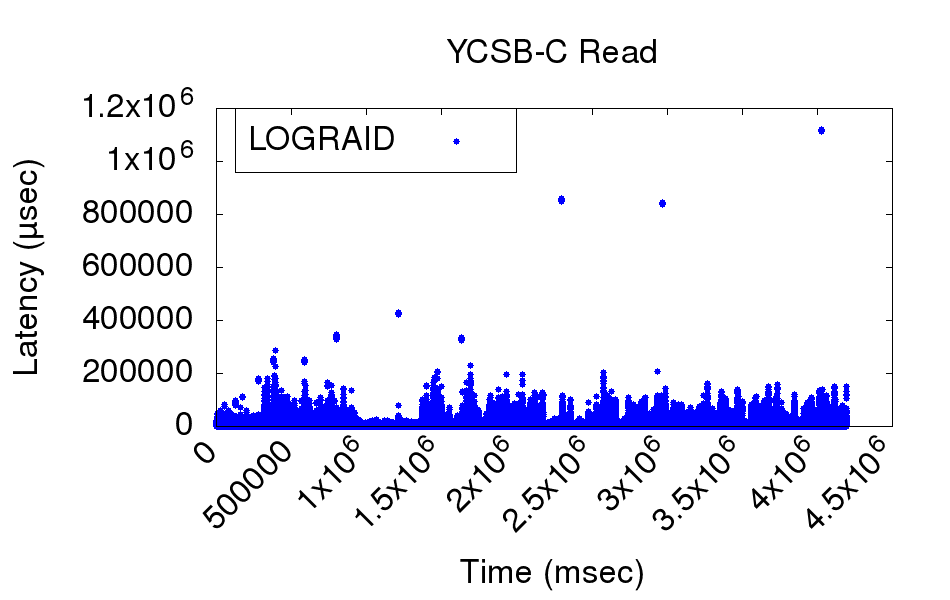 YCSB-C Read
LOGRAID
Latency (µsec)
1.2x10^6
1x10^6
800000
600000
400000
200000
0
0
500000
1x10^6
1.5x10^6
2x10^6
2.5x10^6
3x10^6
3.5x10^6
4x10^6
4.5x10^6
Time (msec)